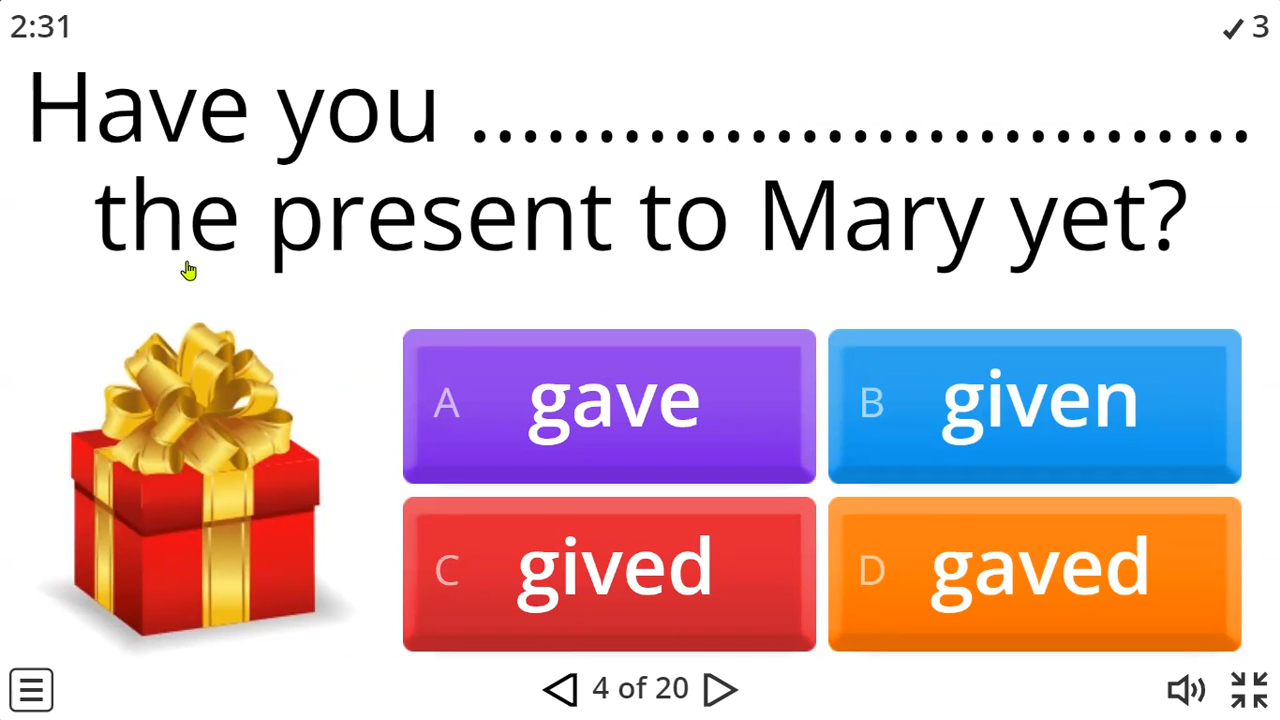 2:31
✓ 3
Have you ...............................
the present to Mary yet?
A gave
B given
C gived
D gaved
4 of 20